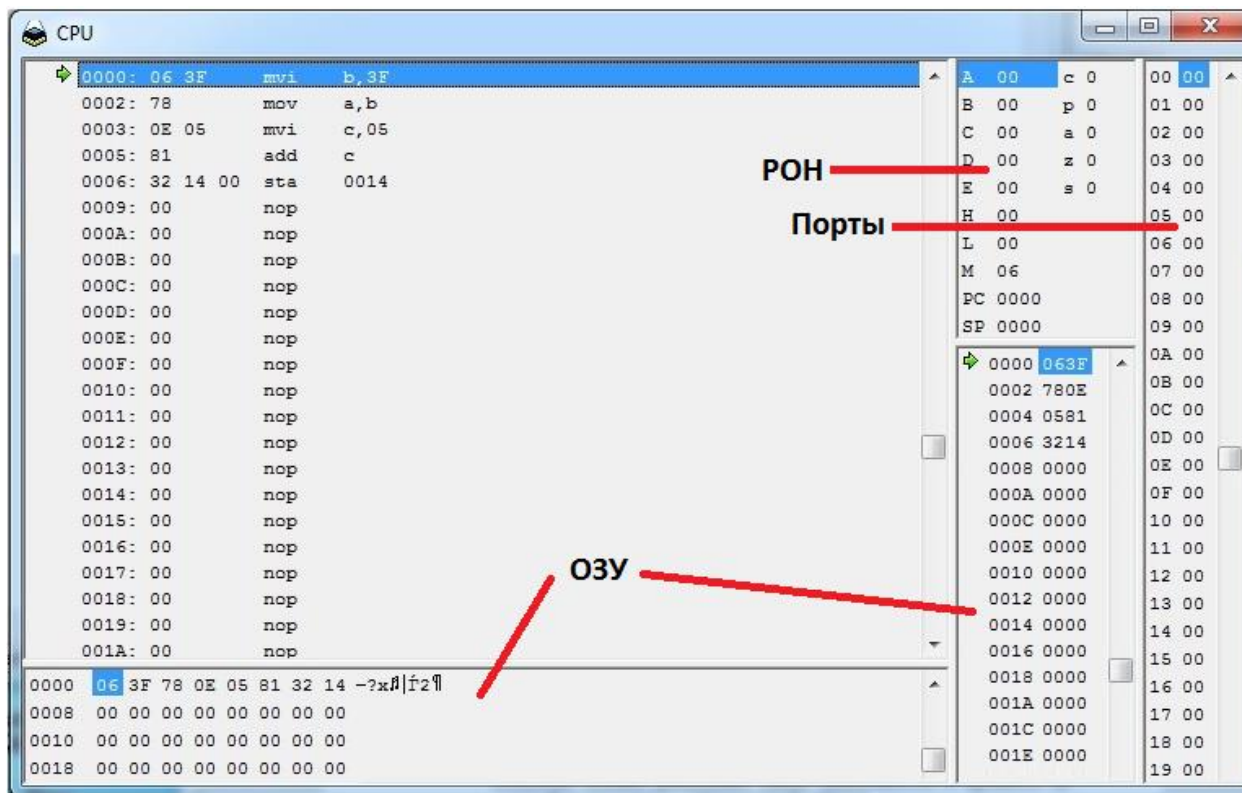 CPU
0000: 06 3F mvi b,3F
0002: 78 mov a,b
0003: 0E 05 mvi c,05
0005: 81 add c
0006: 32 14 00 sta 0014
0009: 00 nop
000A: 00 nop
000B: 00 nop
000C: 00 nop
000D: 00 nop
000E: 00 nop
000F: 00 nop
0010: 00 nop
0011: 00 nop
0012: 00 nop
0013: 00 nop
0014: 00 nop
0015: 00 nop
0016: 00 nop
0017: 00 nop
0018: 00 nop
0019: 00 nop
001A: 00 nop
РОН
Порты
ОЗУ
0000 06 3F 78 0E 05 81 32 14
0008 00 00 00 00 00 00 00 00
0010 00 00 00 00 00 00 00 00
0018 00 00 00 00 00 00 00 00
A 00 c 0
B 00 p 0
C 00 a 0
D 00 z 0
E 00 s 0
H 00
L 00
M 06
PC 0000
SP 0000
0000 063F
0002 780E
0004 0581
0006 3214
0008 0000
000A 0000
000C 0000
000E 0000
0010 0000
0012 0000
0014 0000
0016 0000
0018 0000
001A 0000
001C 0000
001E 0000
00 00
01 00
02 00
03 00
04 00
05 00
06 00
07 00
08 00
09 00
0A 00
0B 00
0C 00
0D 00
0E 00
0F 00
10 00
11 00
12 00
13 00
14 00
15 00
16 00
17 00
18 00
19 00